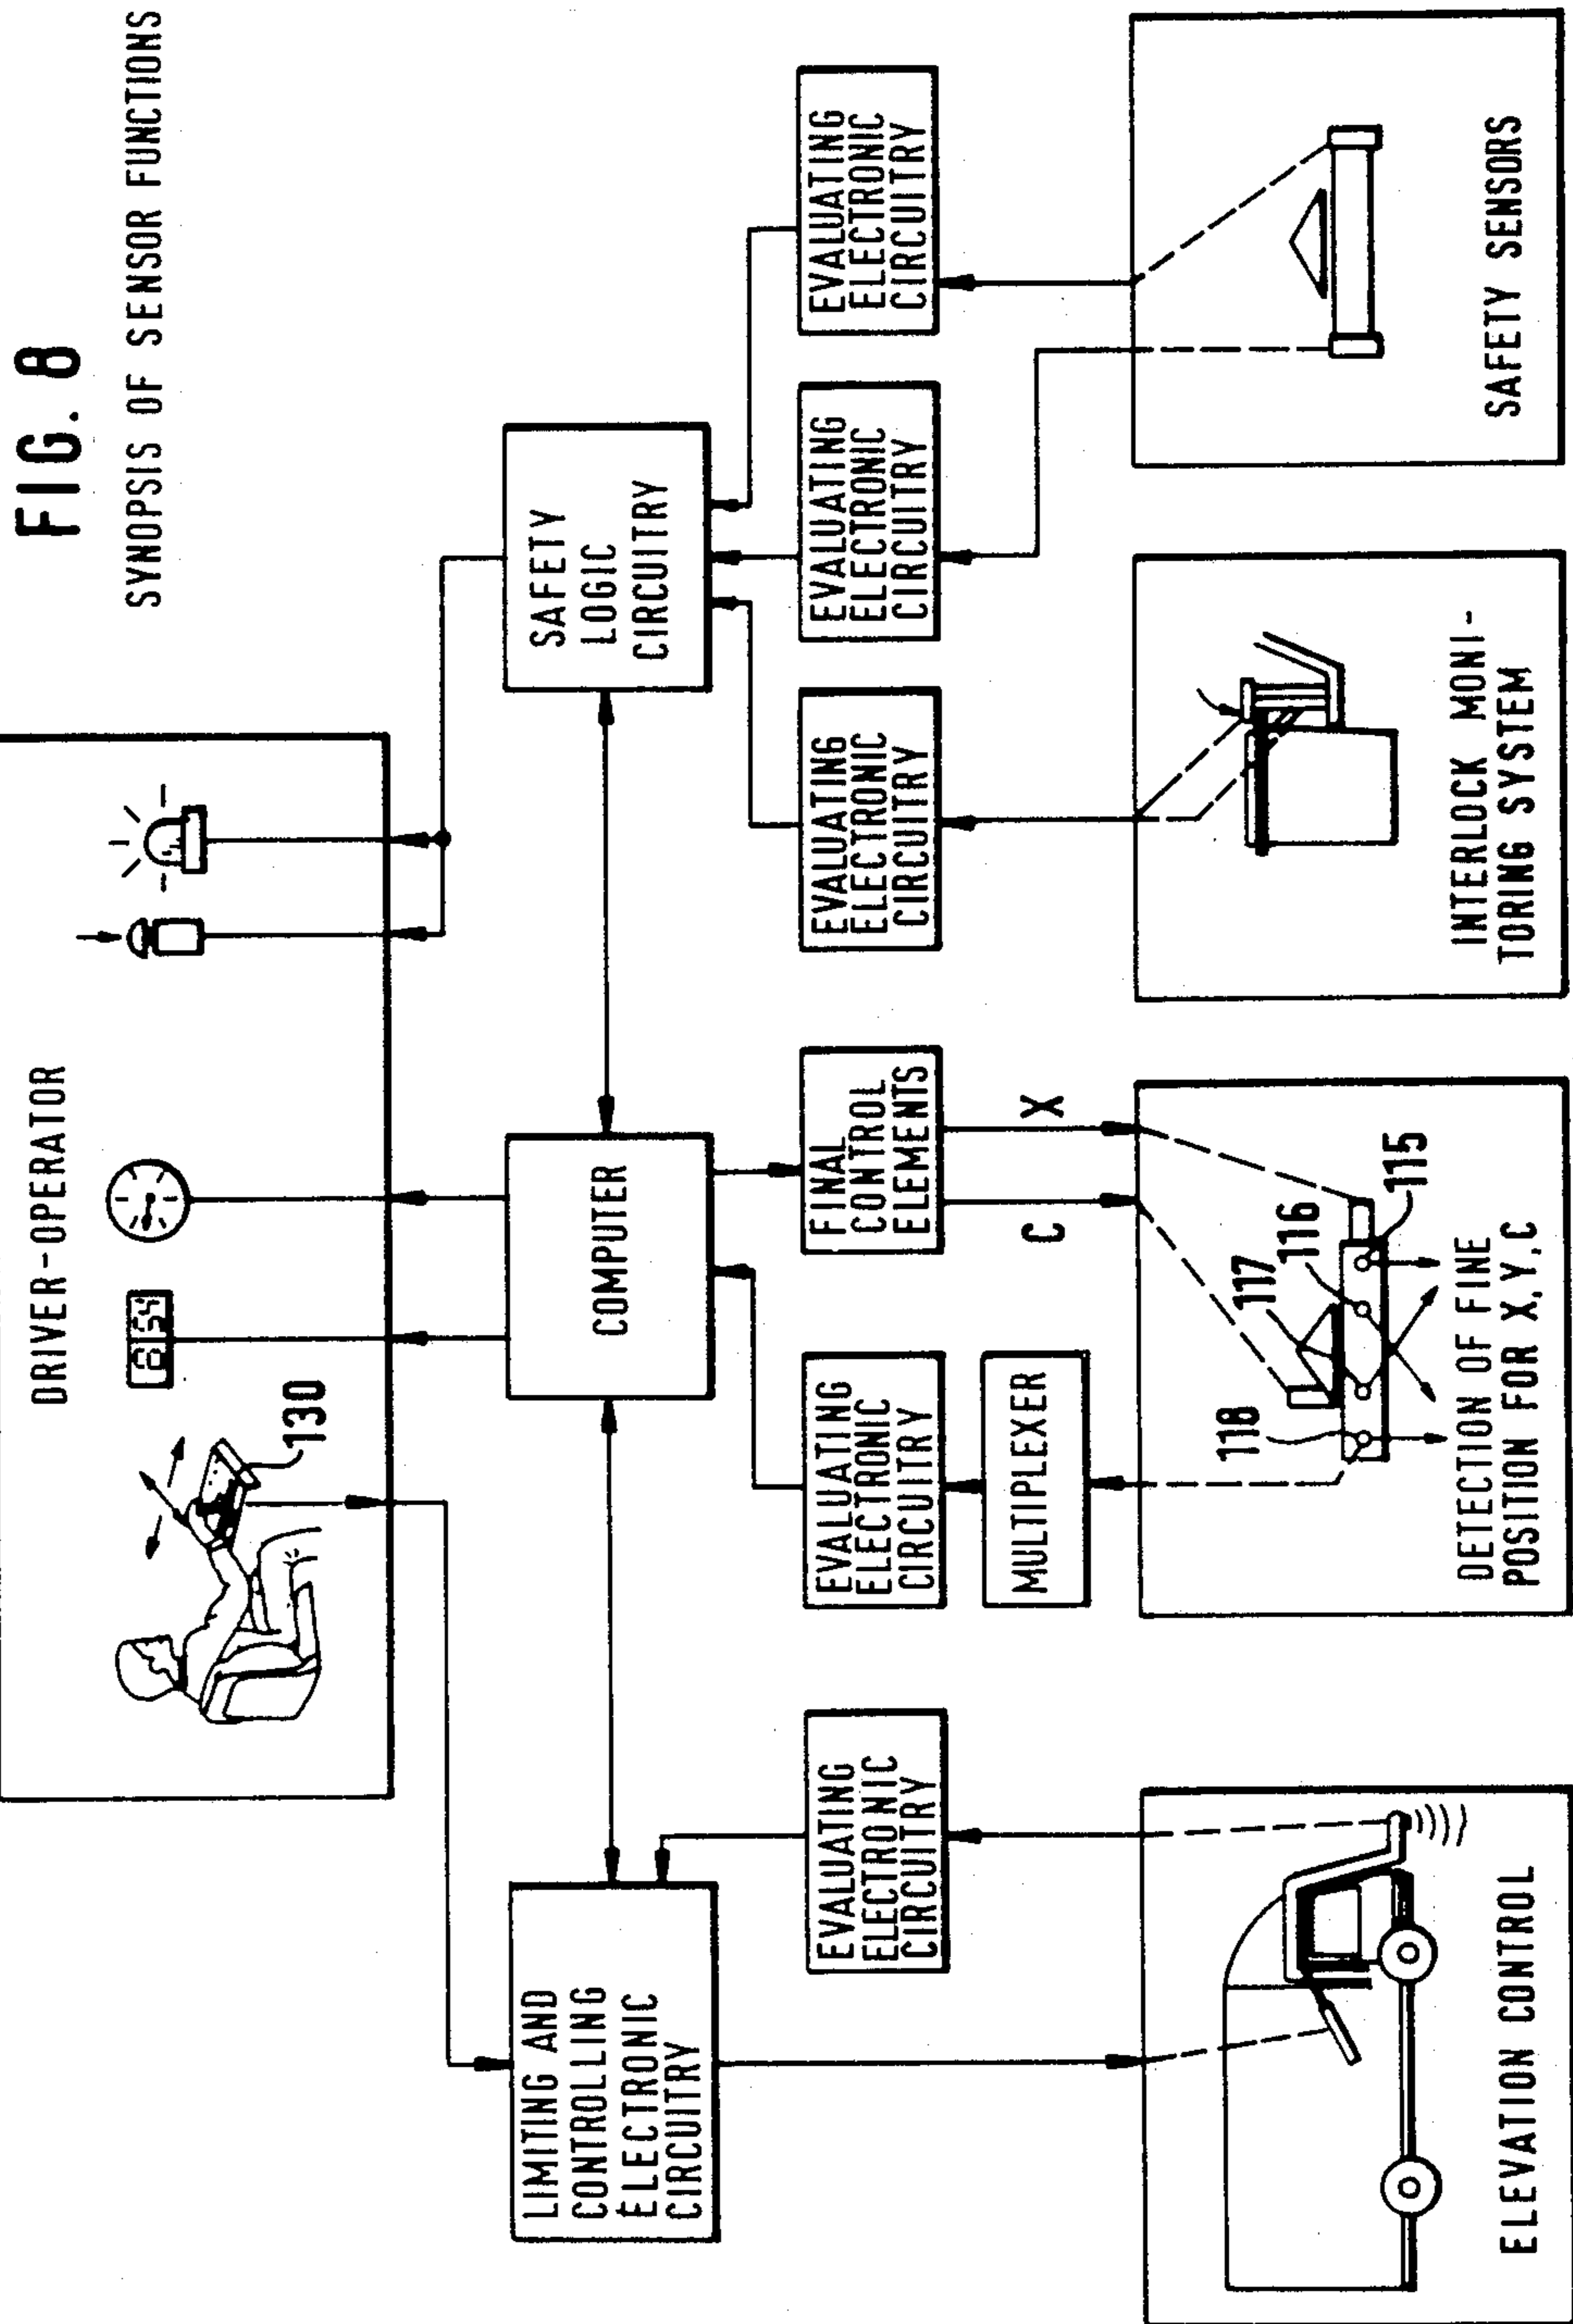 FIG. 8
SYNOPSIS OF SENSOR FUNCTIONS
DRIVER-OPERATOR
130
LIMITING AND
CONTROLLING
ELECTRONIC
CIRCUITRY
COMPUTER
SAFETY
LOGIC
CIRCUITRY
EVALUATING
ELECTRONIC
CIRCUITRY
EVALUATING
ELECTRONIC
CIRCUITRY
MULTIPLEXER
FINAL
CONTROL
ELEMENTS
C
X
EVALUATING
ELECTRONIC
CIRCUITRY
EVALUATING
ELECTRONIC
CIRCUITRY
EVALUATING
ELECTRONIC
CIRCUITRY
ELEVATION CONTROL
118
117
116
115
DETECTION OF FINE
POSITION FOR X,Y,C
INTERLOCK MONI-
TORING SYSTEM
SAFETY SENSORS